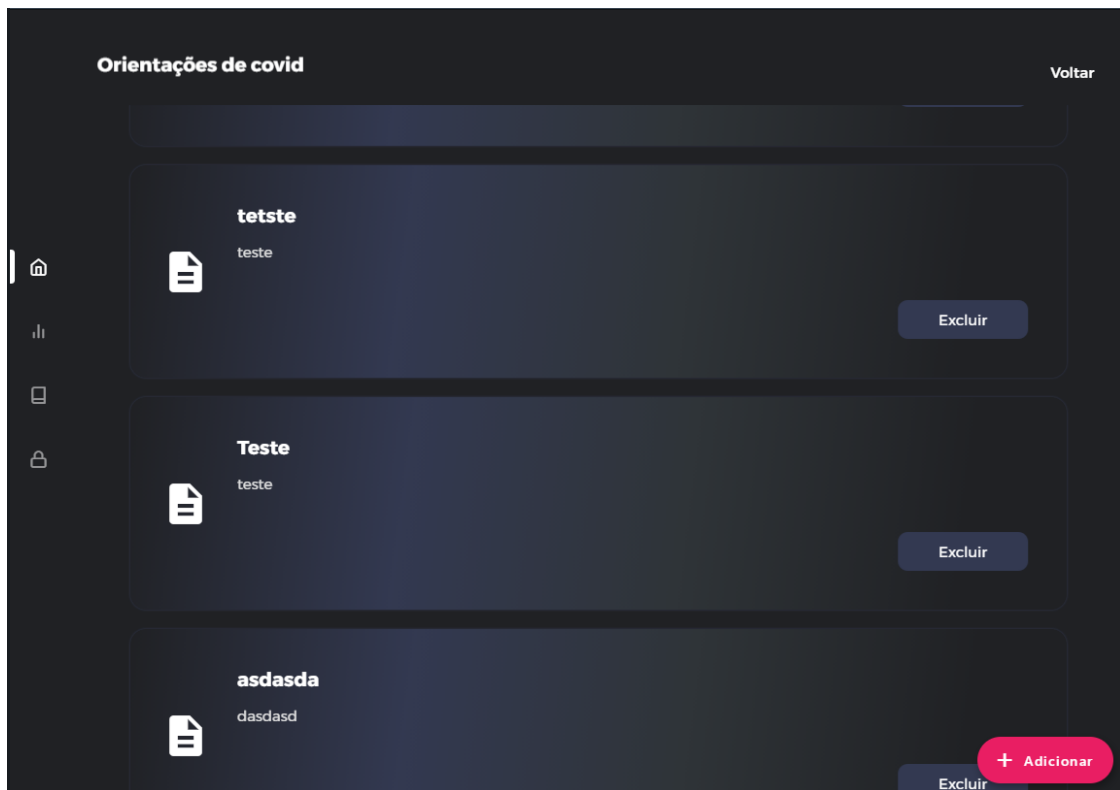 Orientações de covid
Voltar
tetste
teste
Excluir
Teste
teste
Excluir
asdasda
dasdasd
Adicionar
Excluir